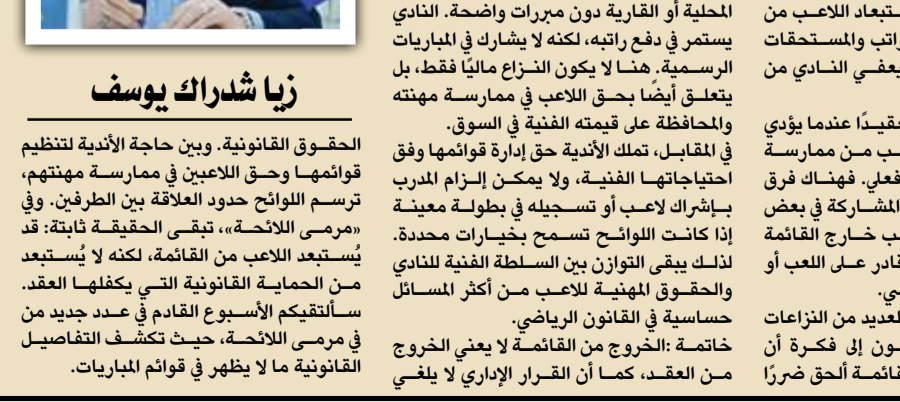 ـتبعاد اللاعب من
واتب والمستحقات
يعفي النادي من
عقيدًا عندما يؤدي
ـب من ممارسة
فعلي. فهناك فرق
المشاركة في بعض
ـب خارج القائمة
قادر على اللعب أو
ـي.
لعديد من النزاعات
ـون إلى فكرة أن
قائمة ألحق ضررًا
المحلية أو القارية دون مبررات واضحة. النادي
يستمر في دفع راتبه، لكنه لا يشارك في المباريات
الرسمية. هنا لا يكون النزاع ماليًا فقط، بل
يتعلق أيضًا بحق اللاعب في ممارسة مهنته
والمحافظة على قيمته الفنية في السوق.
في المقابل، تملك الأندية حق إدارة قوائمها وفق
احتياجاتها الفنية، ولا يمكن إلزام المدرب
بإشراك لاعب أو تسجيله في بطولة معينة
إذا كانت اللوائح تسمح بخيارات محددة.
لذلك يبقى التوازن بين السلطة الفنية للنادي
والحقوق المهنية للاعب من أكثر المسائل
حساسية في القانون الرياضي.
خاتمة :الخروج من القائمة لا يعني الخروج
من العقد، كما أن القرار الإداري لا يلغي
زيا شدراك يوسف
الحقوق القانونية. وبين حاجة الأندية لتنظيم
قوائمها وحق اللاعبين في ممارسة مهنتهم،
ترسم اللوائح حدود العلاقة بين الطرفين. وفي
«مرمى اللائحة»، تبقى الحقيقة ثابتة: قد
يُستبعد اللاعب من القائمة، لكنه لا يُستبعد
من الحماية القانونية التي يكفلها العقد.
سألتقيكم الأسبوع القادم في عدد جديد من
في مرمى اللائحة، حيث تكشف التفاصيل
القانونية ما لا يظهر في قوائم المباريات.